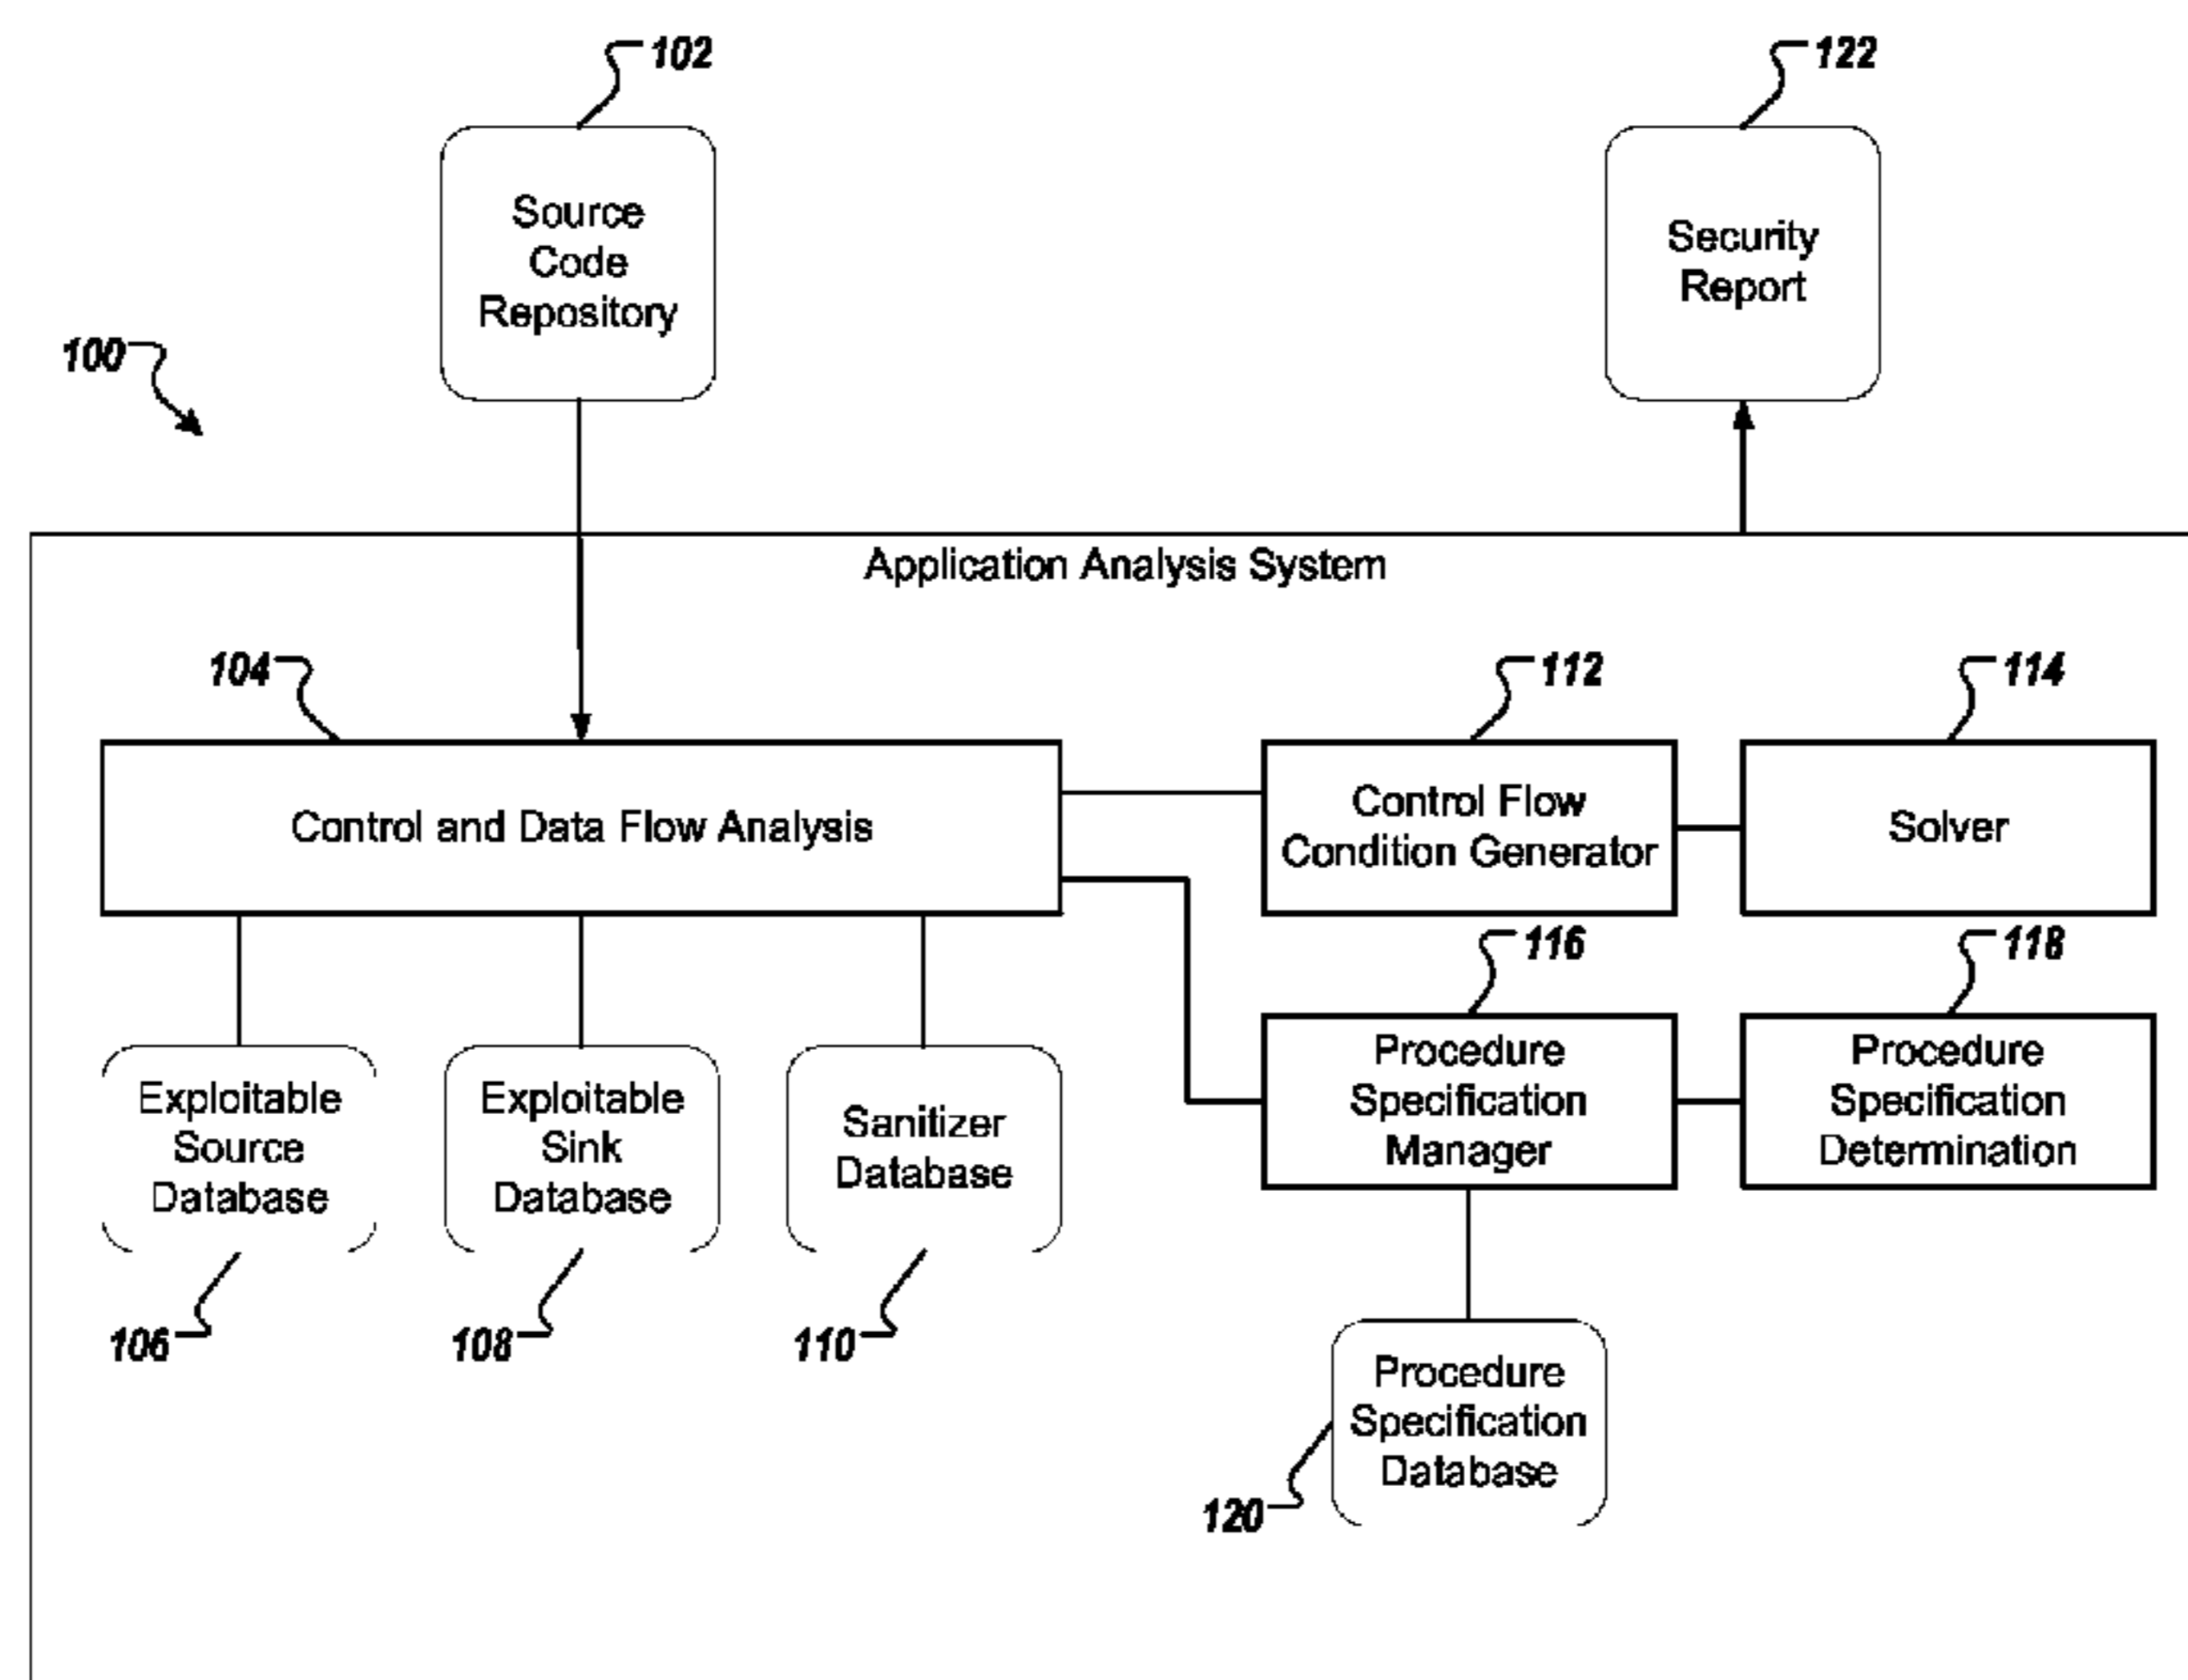 102
122
Source
Code
Repository
Security
Report
100
Application Analysis System
104
112
114
Control and Data Flow Analysis
Control Flow
Condition Generator
Solver
116
118
Exploitable
Source
Database
Exploitable
Sink
Database
Sanitizer
Database
Procedure
Specification
Manager
Procedure
Specification
Determination
106
108
110
Procedure
Specification
Database
120